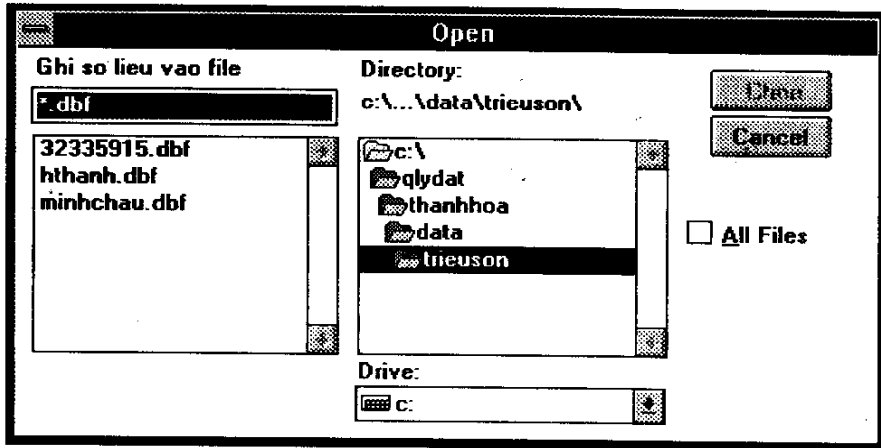 Open
Ghi so lieu vao file
*.dbf
32335915.dbf
hthanh.dbf
minhchau.dbf
Directory:
c:\...\data\trieuson\
c:\
qlydat
thanhhoa
data
trieuson
Drive:
c:
Cancel
All Files